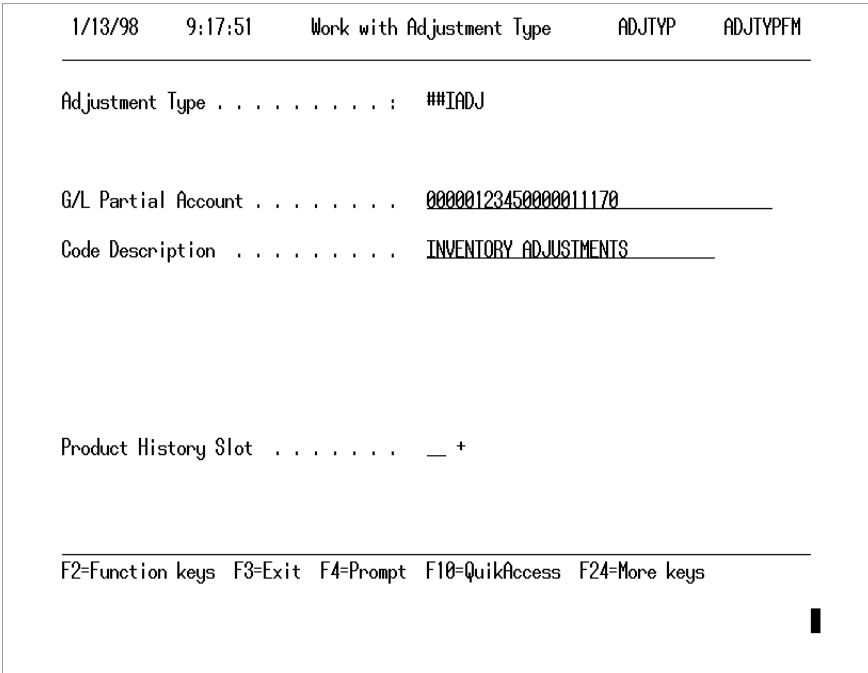 1/13/98 9:17:51 Work with Adjustment Type ADJTYP ADJTYPFM
Adjustment Type . . . . . . . . . : ##IADJ
G/L Partial Account . . . . . . . . 00000123450000011170
Code Description . . . . . . . . . INVENTORY ADJUSTMENTS
Product History Slot . . . . . . . __ +
F2=Function keys F3=Exit F4=Prompt F10=QuikAccess F24=More keys